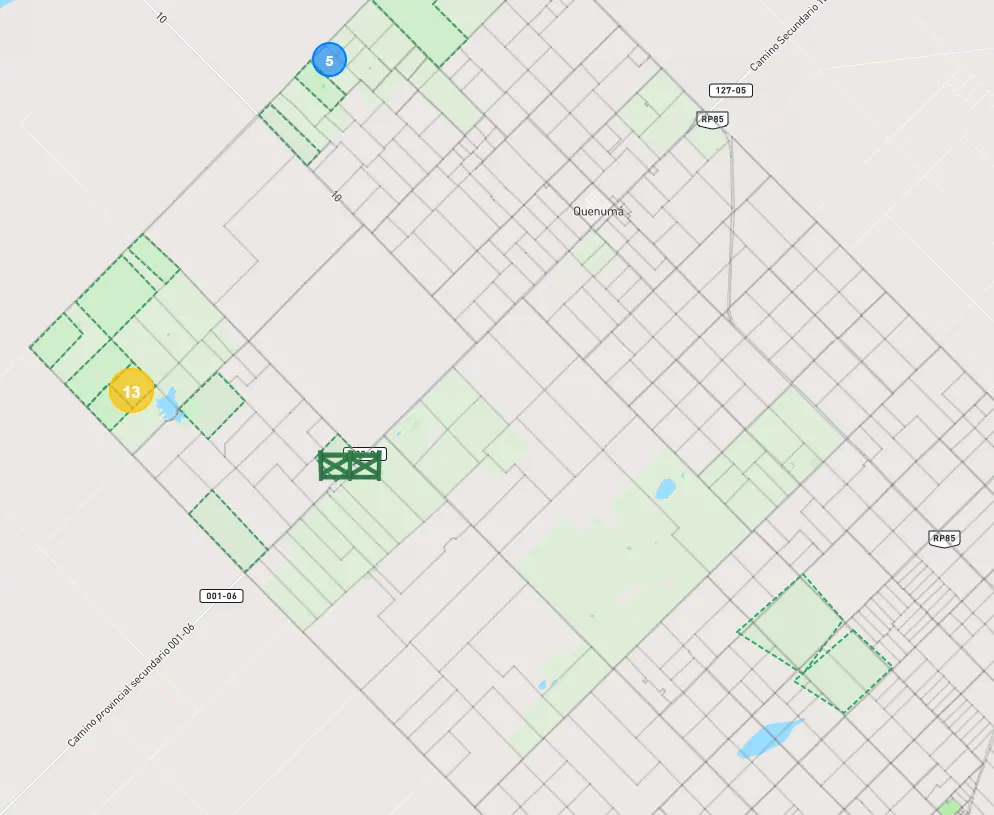 10
Camino Secundario 1
5
127-05
RP85
10
Quenumá
13
RP85
001-06
Camino provincial secundario 001-06